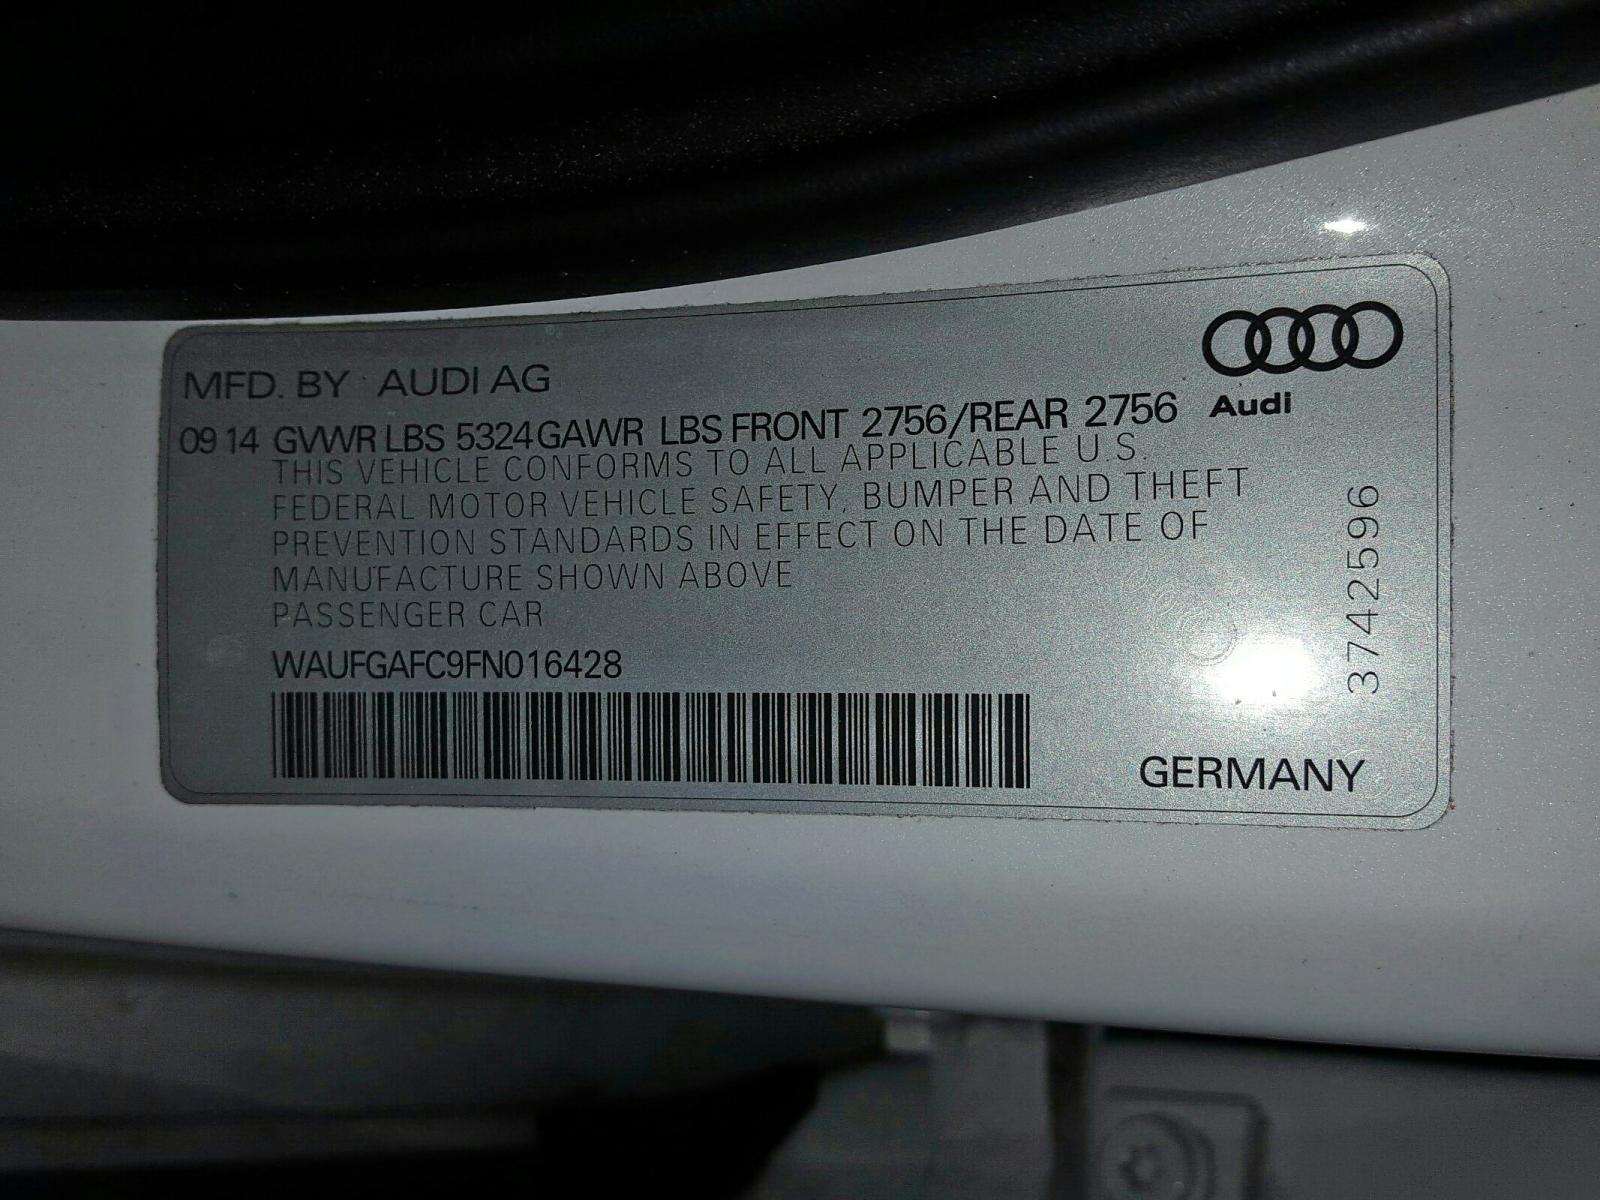 MFD. BY AUDI AG
Audi
09 14 GVWR LBS 5324 GAWR LBS FRONT 2756/REAR 2756
THIS VEHICLE CONFORMS TO ALL APPLICABLE U.S.
FEDERAL MOTOR VEHICLE SAFETY, BUMPER AND THEFT
PREVENTION STANDARDS IN EFFECT ON THE DATE OF
MANUFACTURE SHOWN ABOVE
PASSENGER CAR
WAUFGAFC9FN016428
3742596
GERMANY